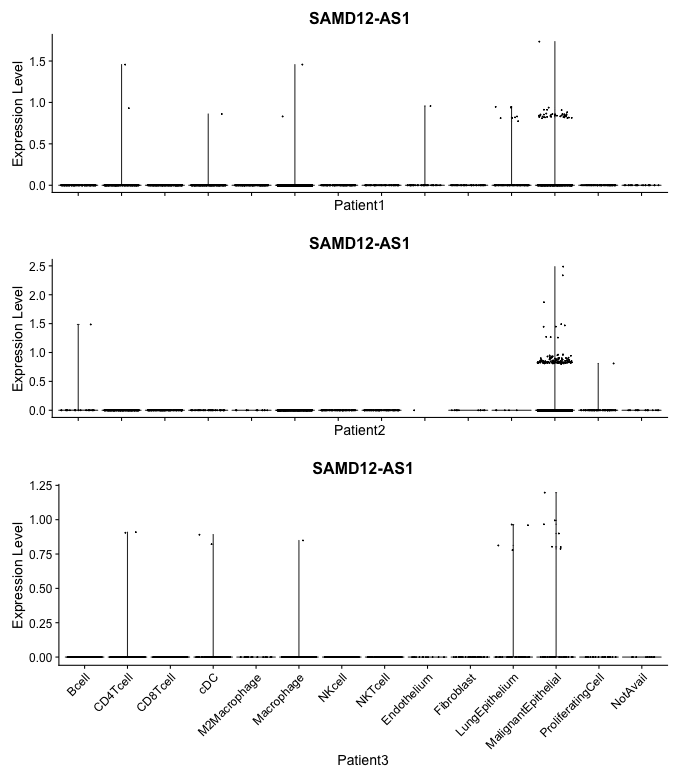 SAMD12-AS1
Expression Level
1.5
1.0
0.5
0.0
Patient1
SAMD12-AS1
Expression Level
2.5
2.0
1.5
1.0
0.5
0.0
Patient2
SAMD12-AS1
Expression Level
1.25
1.00
0.75
0.50
0.25
0.00
Bcell
CD4Tcell
CD8Tcell
cDC
M2Macrophage
Macrophage
NKcell
NKTcell
Endothelium
Fibroblast
LungEpithelium
MalignantEpithelial
ProliferatingCell
NotAvail
Patient3